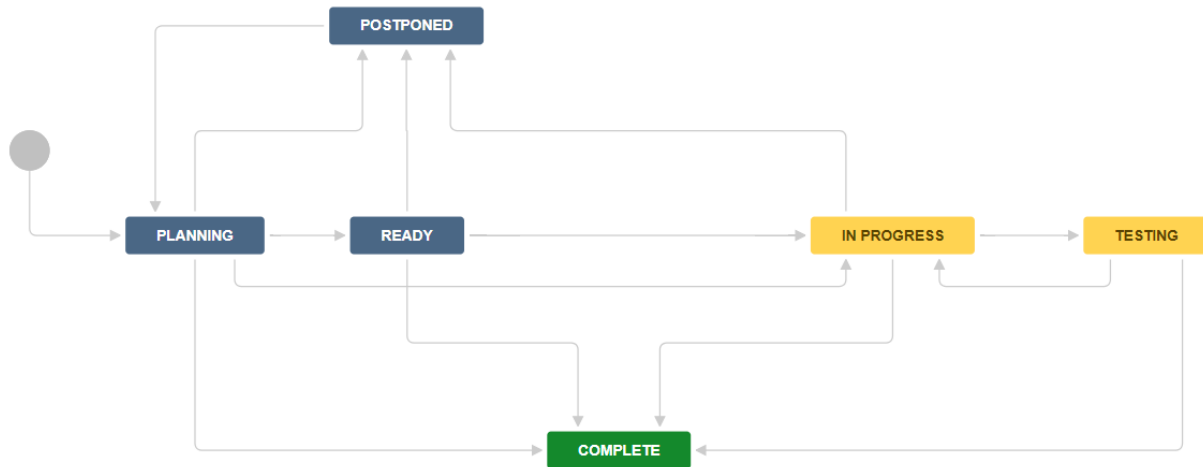 POSTPONED
PLANNING
READY
IN PROGRESS
TESTING
COMPLETE